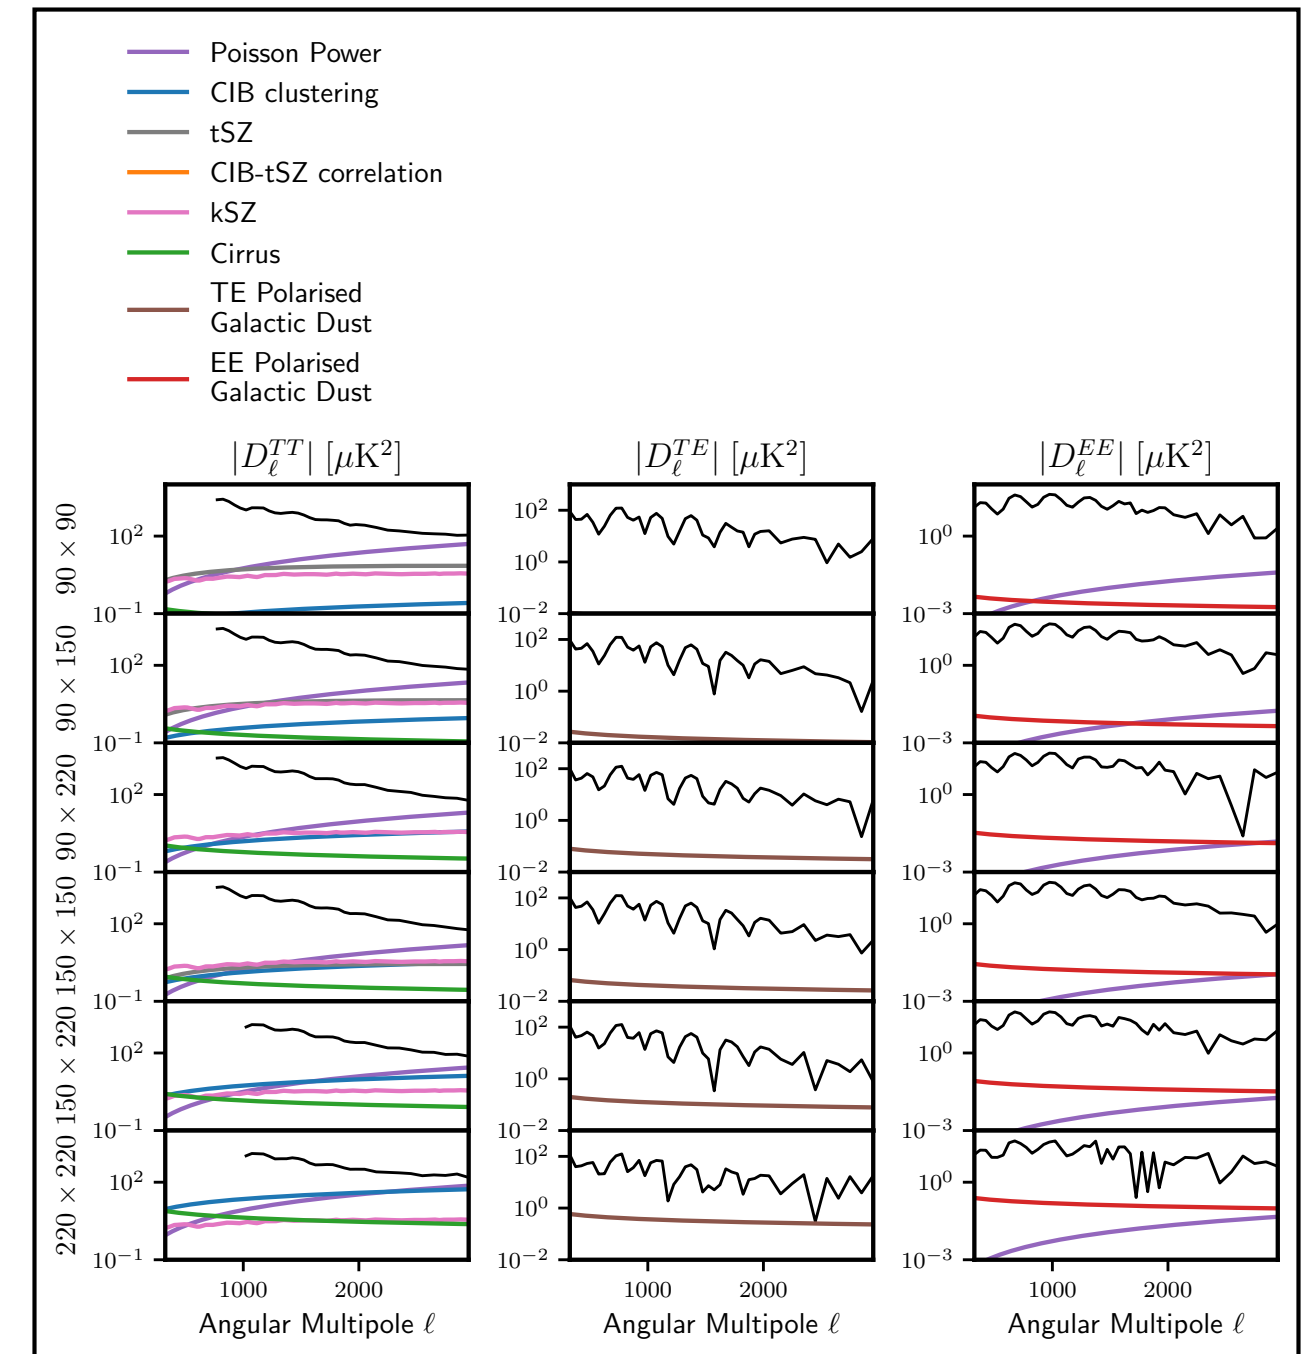 Poisson Power
CIB clustering
tSZ
CIB-tSZ correlation
kSZ
Cirrus
TE Polarised
Galactic Dust
EE Polarised
Galactic Dust
|D_ℓ^{TT}| [μK²]
|D_ℓ^{TE}| [μK²]
|D_ℓ^{EE}| [μK²]
90 × 90
10²
10⁻¹
10²
10⁰
10⁻²
10⁰
10⁻³
90 × 150
10²
10⁻¹
10²
10⁰
10⁻²
10⁰
10⁻³
90 × 220
10²
10⁻¹
10²
10⁰
10⁻²
10⁰
10⁻³
150 × 150
10²
10⁻¹
10²
10⁰
10⁻²
10⁰
10⁻³
150 × 220
10²
10⁻¹
10²
10⁰
10⁻²
10⁰
10⁻³
220 × 220
10²
10⁻¹
10²
10⁰
10⁻²
10⁰
10⁻³
1000 2000
1000 2000
1000 2000
Angular Multipole ℓ
Angular Multipole ℓ
Angular Multipole ℓ